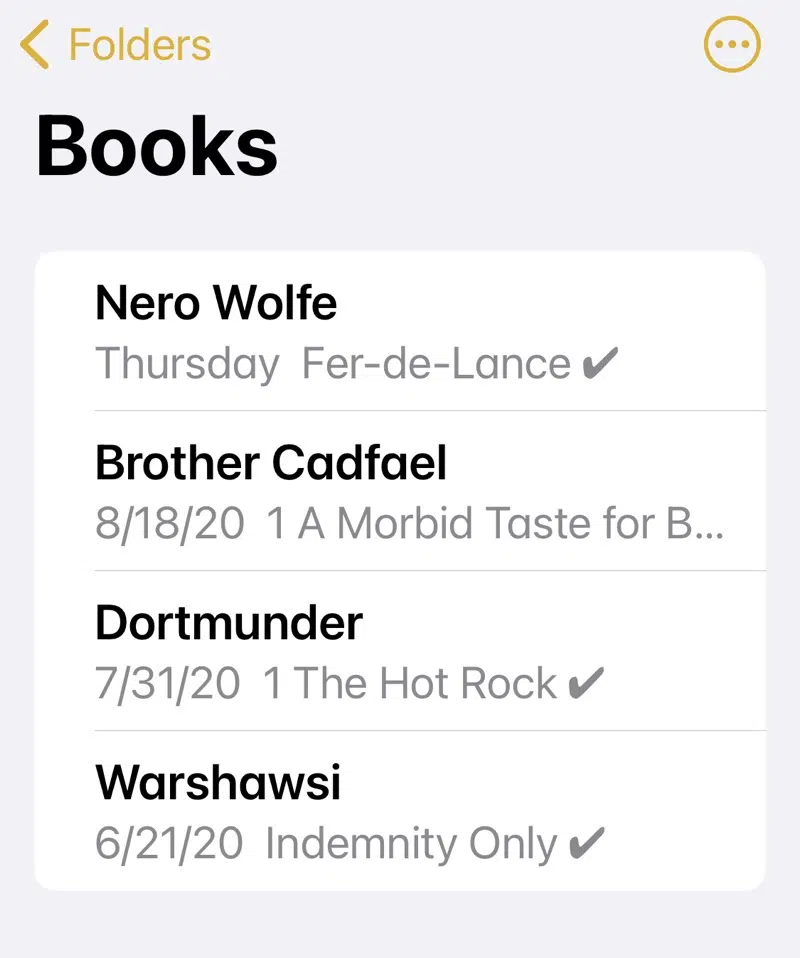 Folders
Books
Nero Wolfe
Thursday Fer-de-Lance ✔
Brother Cadfael
8/18/20 1 A Morbid Taste for B...
Dortmunder
7/31/20 1 The Hot Rock ✔
Warshawsi
6/21/20 Indemnity Only ✔